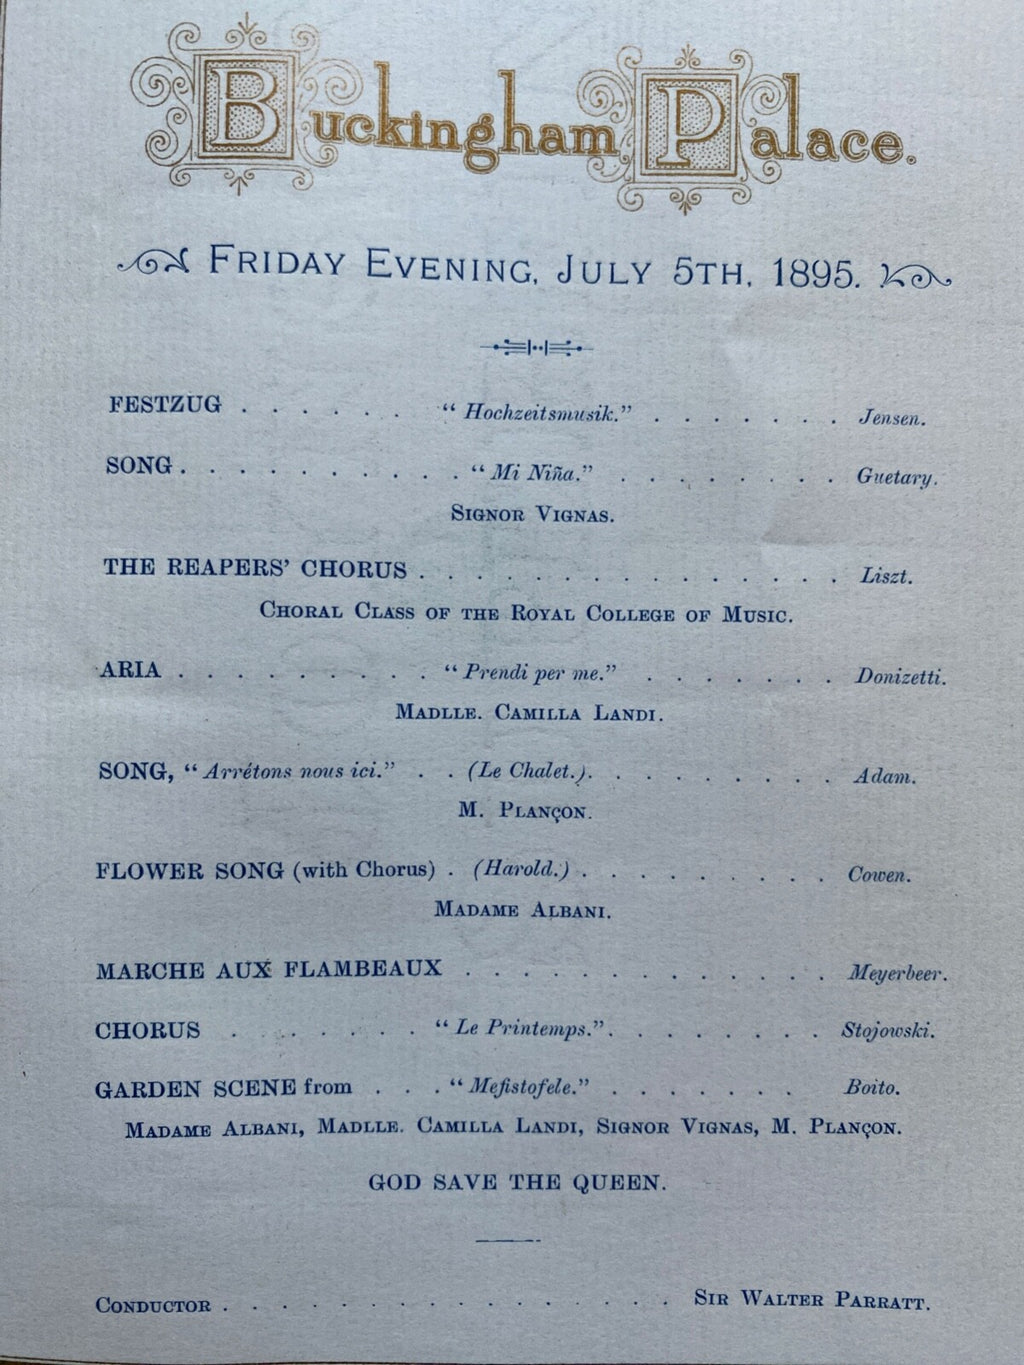 Buckingham Palace.
FRIDAY EVENING, JULY 5TH, 1895.
FESTZUG . . . . . . "Hochzeitsmusik." . . . . . . . Jensen.
SONG . . . . . . . . . . "Mi Niña." . . . . . . . . Guetary.
SIGNOR VIGNAS.
THE REAPERS' CHORUS . . . . . . . . . . . . . . . Liszt.
CHORAL CLASS OF THE ROYAL COLLEGE OF MUSIC.
ARIA . . . . . . . . . . "Prendi per me." . . . . . . . Donizetti.
MADLLE. CAMILLA LANDI.
SONG, "Arrétons nous ici." . . (Le Chalet.) . . . . . . . . . Adam.
M. PLANÇON.
FLOWER SONG (with Chorus) . (Harold.) . . . . . . . . . Cowen.
MADAME ALBANI.
MARCHE AUX FLAMBEAUX . . . . . . . . . . . . . Meyerbeer.
CHORUS . . . . . . . "Le Printemps." . . . . . . . . Stojowski.
GARDEN SCENE from . . . "Mefistofele." . . . . . . . Boito.
MADAME ALBANI, MADLLE. CAMILLA LANDI, SIGNOR VIGNAS, M. PLANÇON.
GOD SAVE THE QUEEN.
CONDUCTOR . . . . . . . . . . . . . . . . SIR WALTER PARRATT.